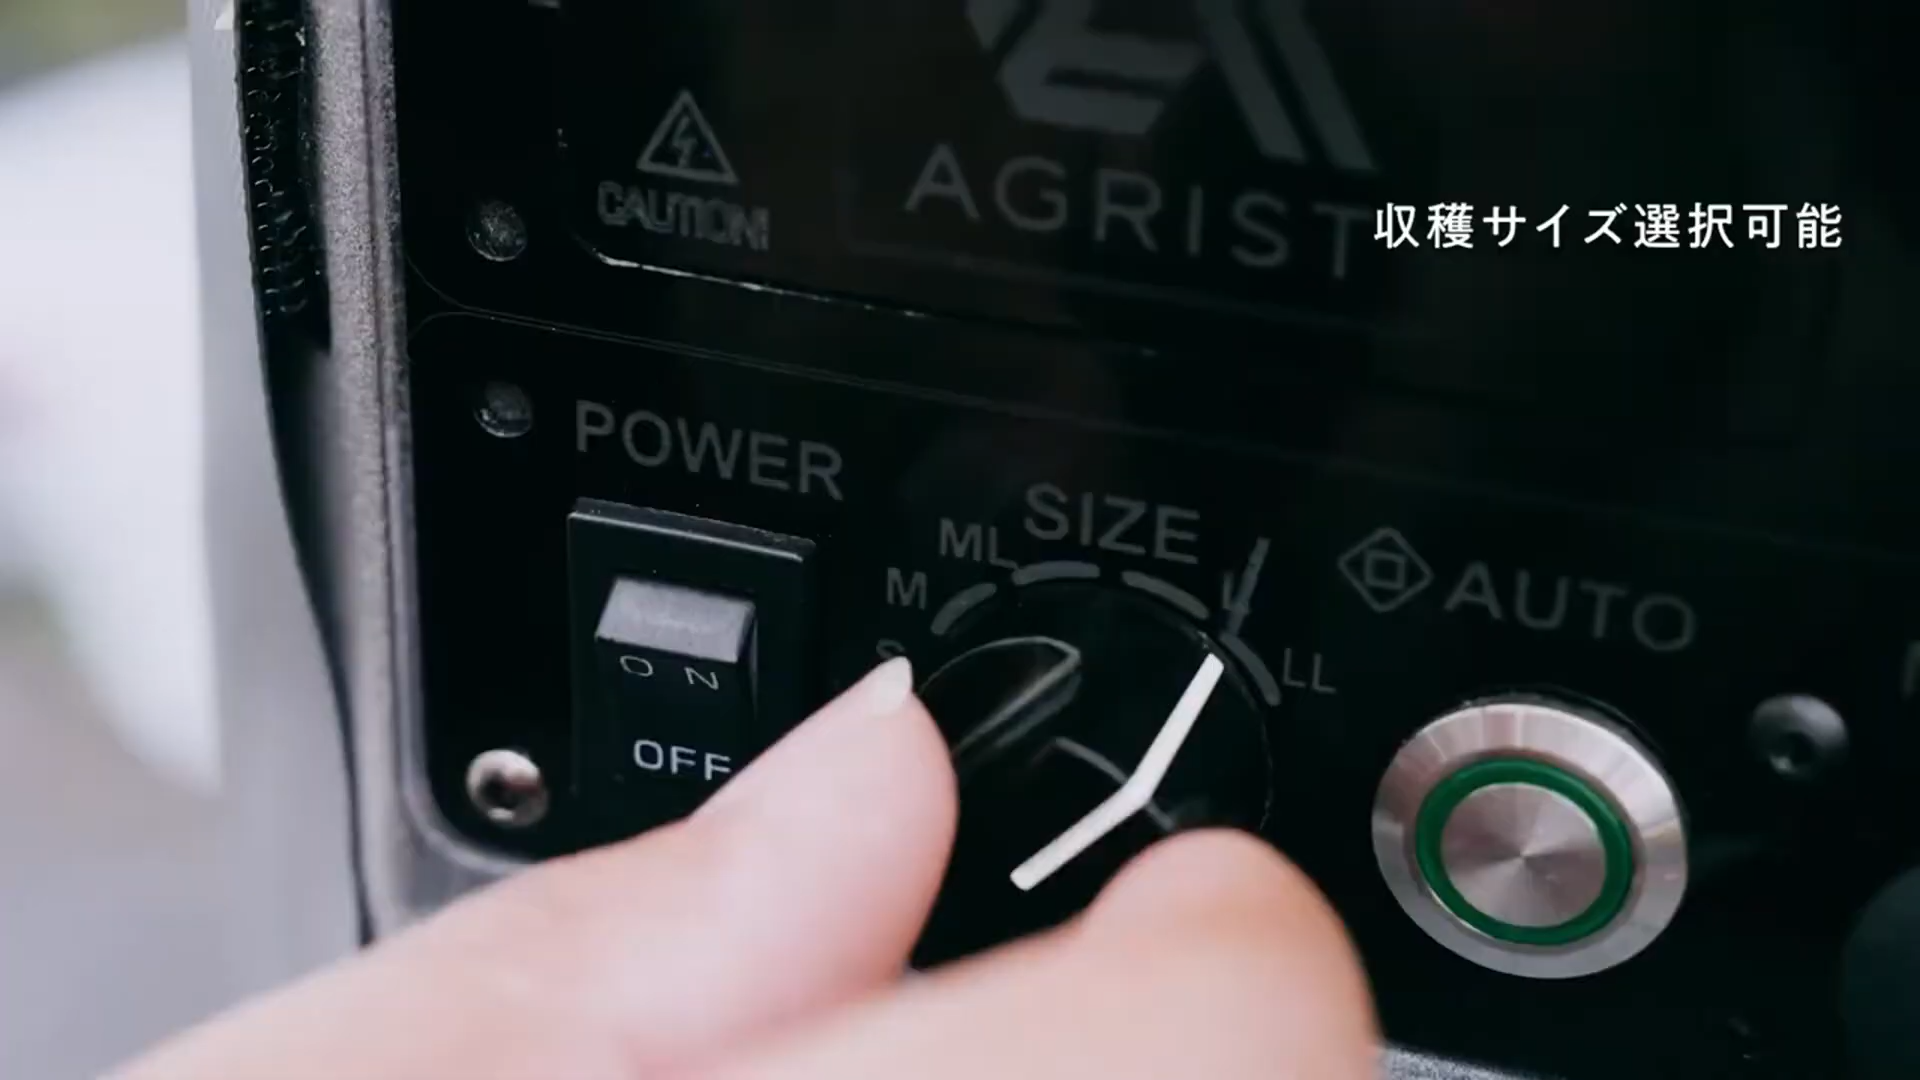 AGRIST
CAUTION!
収穫サイズ選択可能
POWER
SIZE
ML
M
S
L
LL
AUTO
ON
OFF